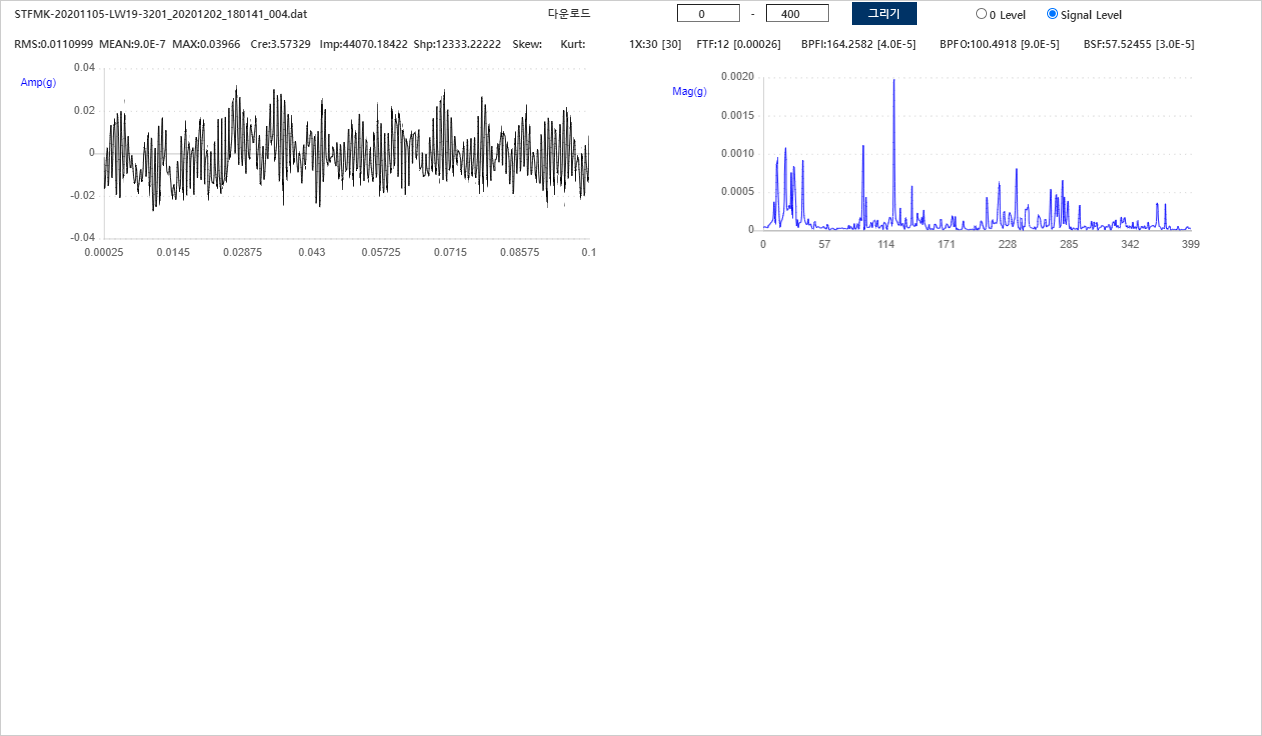 STFMK-20201105-LW19-3201_20201202_180141_004.dat 다운로드 0 - 400 그리기 0 Level Signal Level
RMS:0.0110999 MEAN:9.0E-7 MAX:0.03966 Cre:3.57329 Imp:44070.18422 Shp:12333.22222 Skew: Kurt: 1X:30 [30] FTF:12 [0.00026] BPFI:164.2582 [4.0E-5] BPFO:100.4918 [9.0E-5] BSF:57.52455 [3.0E-5]
Amp(g)
0.04
0.02
0
-0.02
-0.04
0.00025 0.0145 0.02875 0.043 0.05725 0.0715 0.08575 0.1
Mag(g)
0.0020
0.0015
0.0010
0.0005
0
0 57 114 171 228 285 342 399